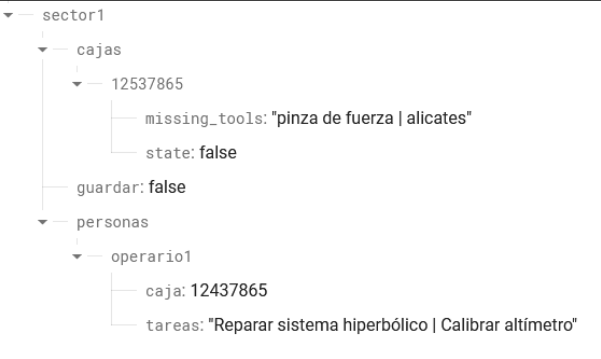 sector1
cajas
12537865
missing_tools: "pinza de fuerza | alicates"
state: false
guardar: false
personas
operario1
caja: 12437865
tareas: "Reparar sistema hiperbólico | Calibrar altímetro"